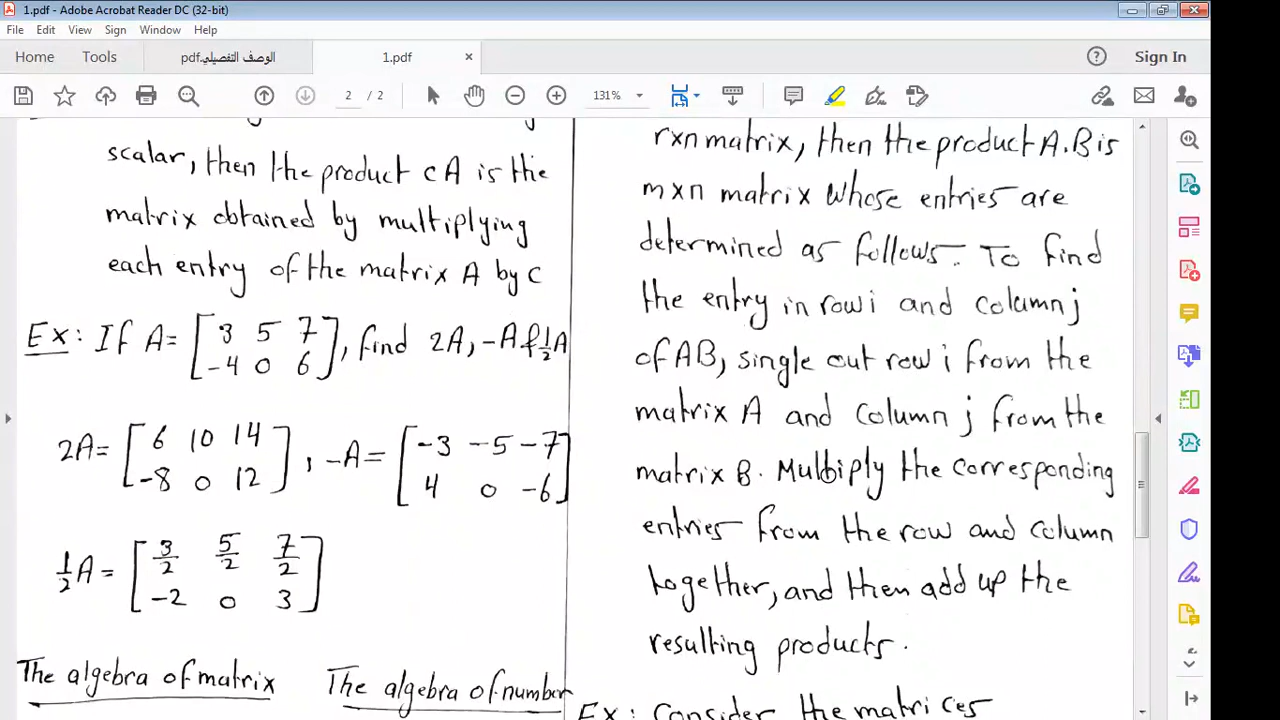 1.pdf - Adobe Acrobat Reader DC (32-bit)
File Edit View Sign Window Help
Home Tools الوصف التفصيلي.pdf 1.pdf × Sign In
2 / 2 131%
scalar, then the product cA is the
matrix obtained by multiplying
each entry of the matrix A by c
Ex: If A= [3 5 7
-4 0 6], find 2A, -A & 1/2 A
2A= [6 10 14
-8 0 12], -A= [-3 -5 -7
4 0 -6]
1/2 A= [3/2 5/2 7/2
-2 0 3]
The algebra of matrix The algebra of number
rxn matrix, then the product A.B is
mxn matrix whose entries are
determined as follows. To find
the entry in row i and column j
of AB, single out row i from the
matrix A and column j from the
matrix B. Multiply the corresponding
entries from the row and column
together, and then add up the
resulting products.
Ex: Consider the matrices